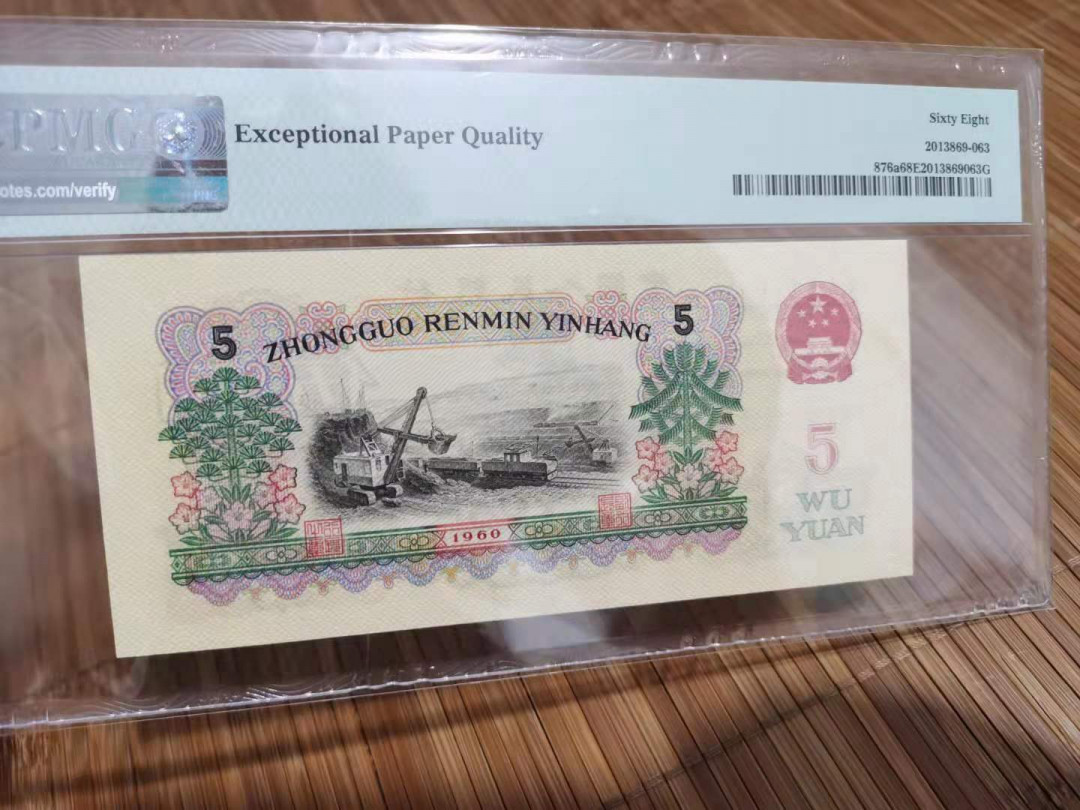 PMG
otes.com/verify
Exceptional Paper Quality
Sixty Eight
2013869-063
876a68E2013869063G
5
ZHONGGUO RENMIN YINHANG
5
1960
5
WU
YUAN